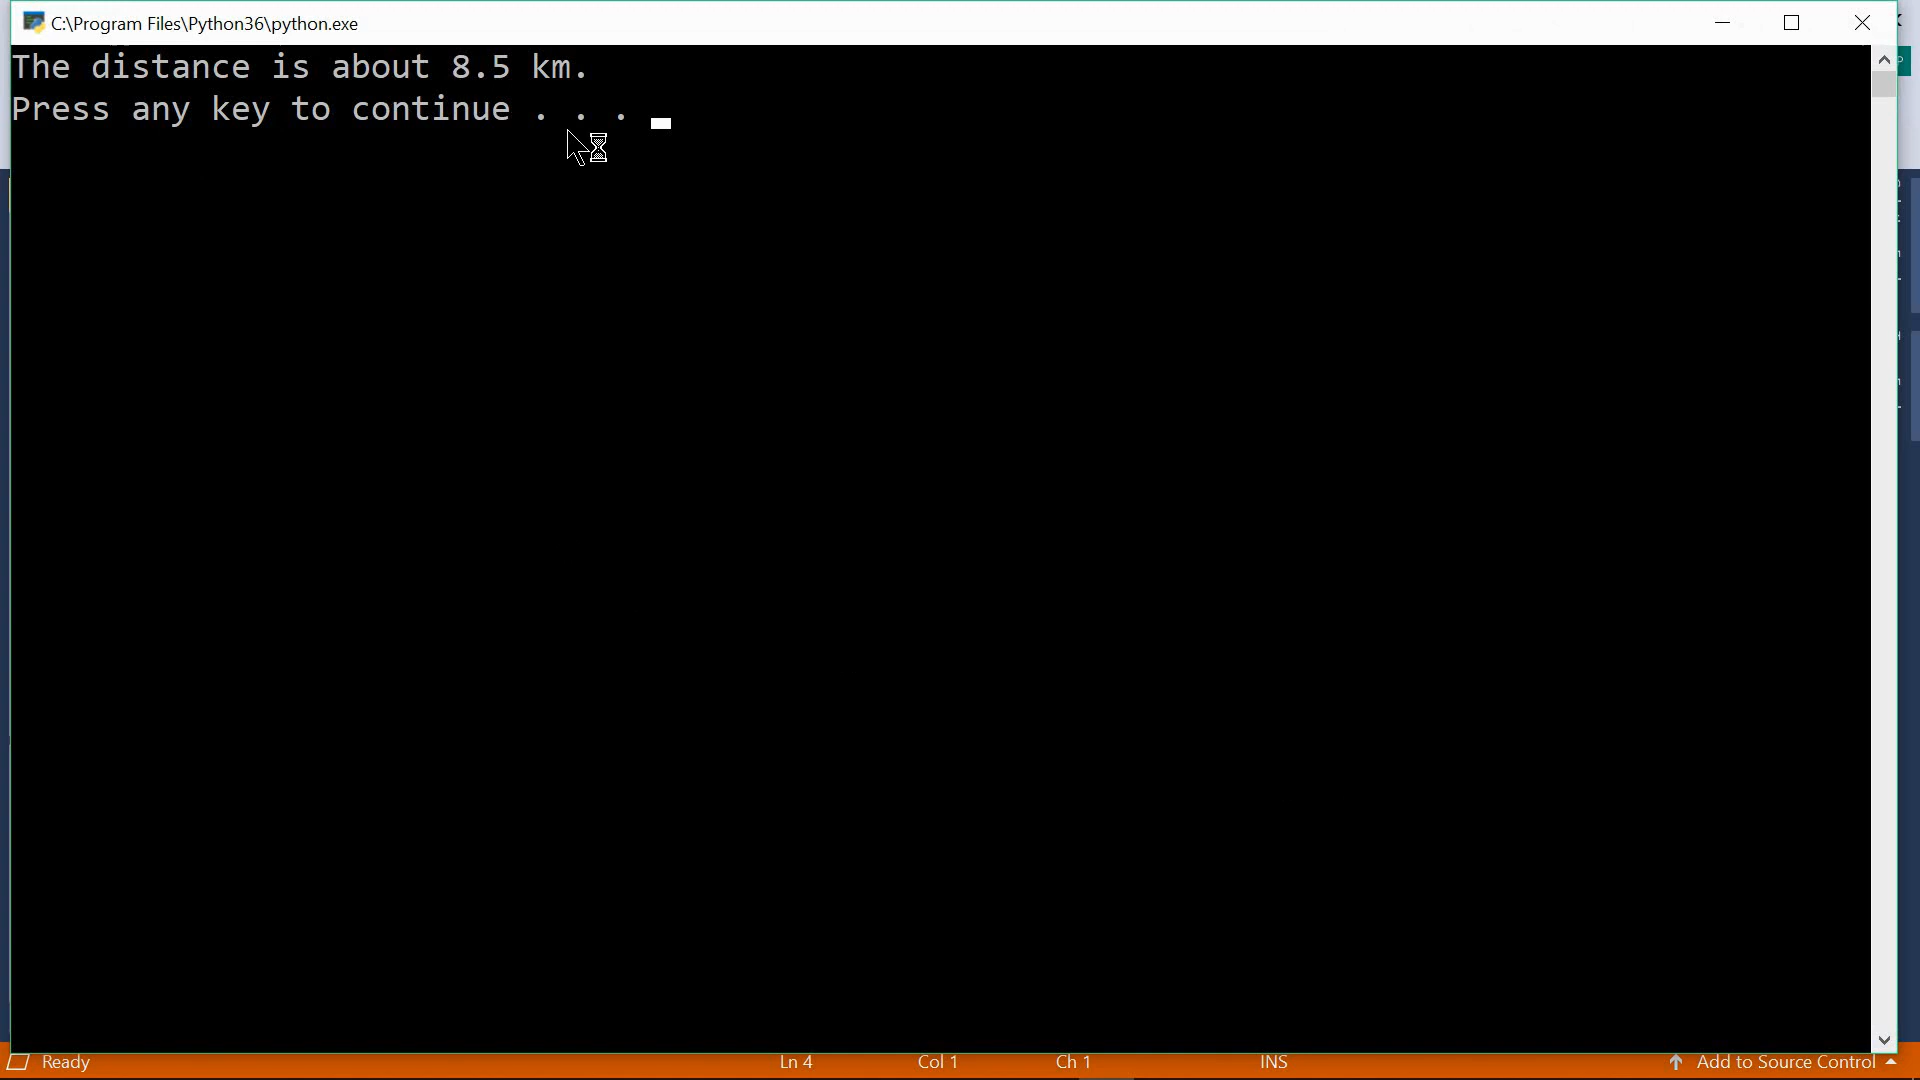 C:\Program Files\Python36\python.exe
The distance is about 8.5 km.
Press any key to continue . . .
Ready Ln 4 Col 1 Ch 1 INS Add to Source Control